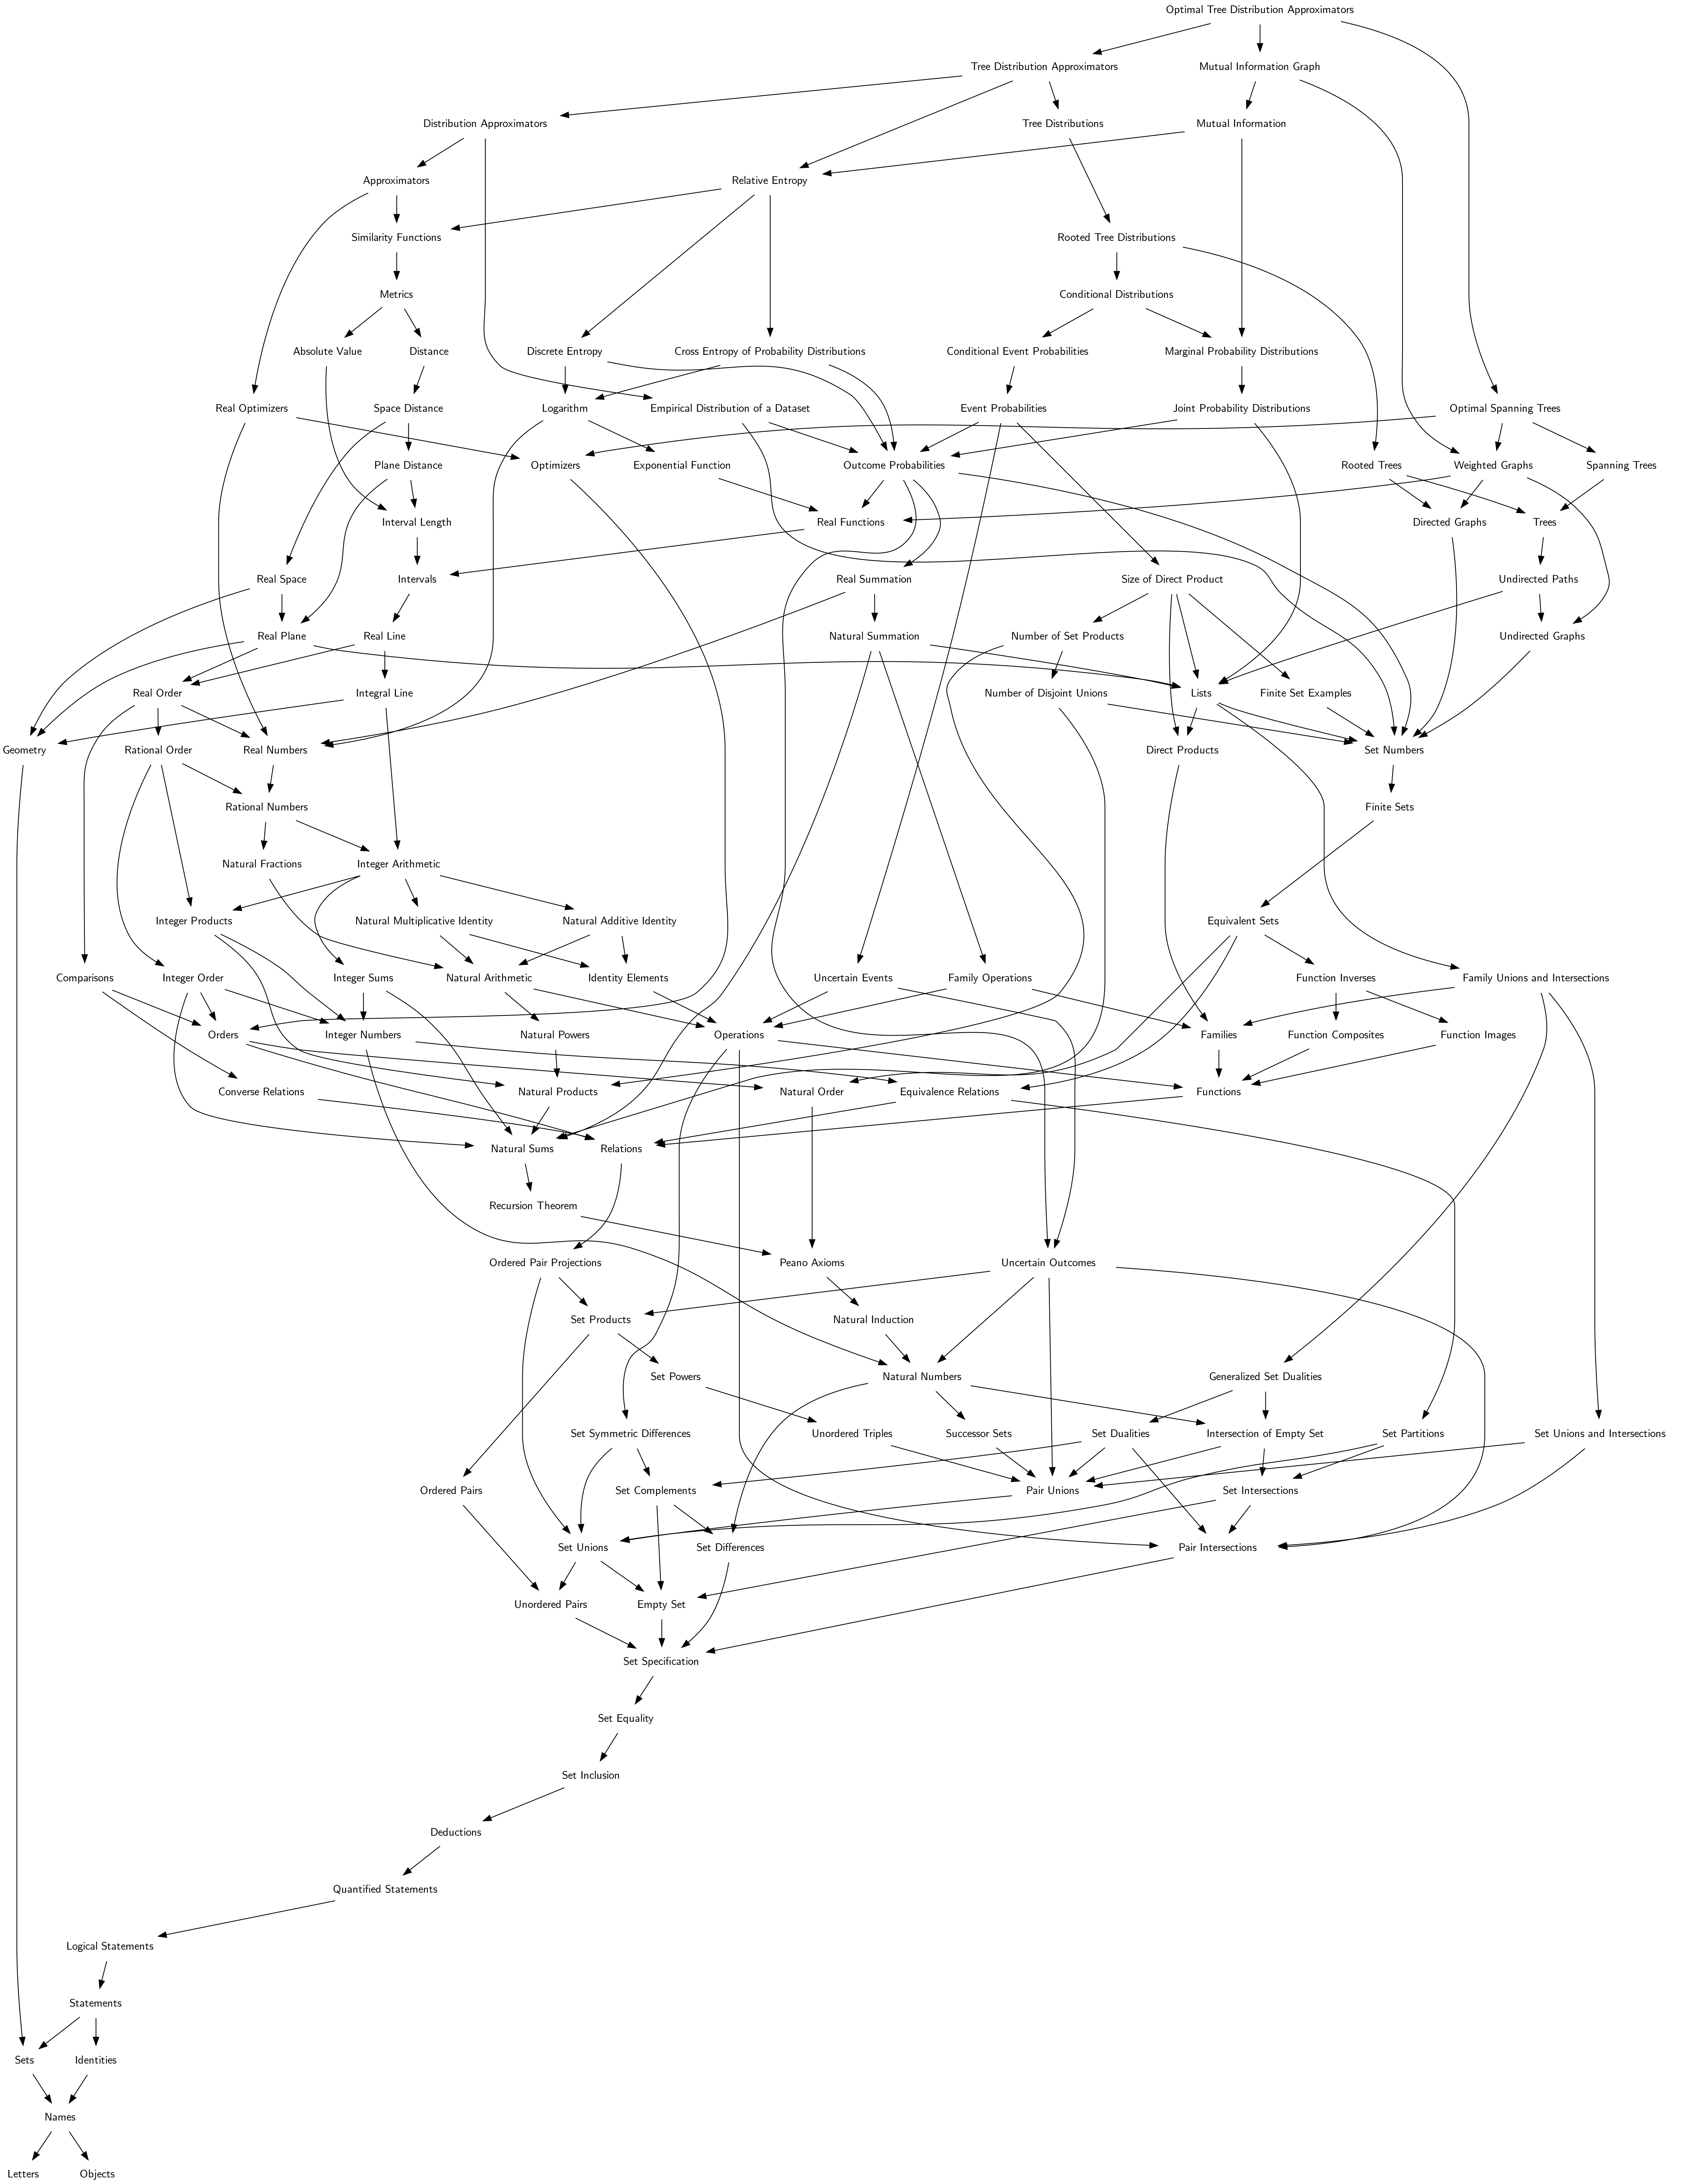 Optimal Tree Distribution Approximators
Tree Distribution Approximators
Mutual Information Graph
Distribution Approximators
Tree Distributions
Mutual Information
Approximators
Relative Entropy
Similarity Functions
Rooted Tree Distributions
Metrics
Conditional Distributions
Absolute Value
Distance
Discrete Entropy
Cross Entropy of Probability Distributions
Conditional Event Probabilities
Marginal Probability Distributions
Real Optimizers
Space Distance
Logarithm
Empirical Distribution of a Dataset
Event Probabilities
Joint Probability Distributions
Optimal Spanning Trees
Plane Distance
Optimizers
Exponential Function
Outcome Probabilities
Rooted Trees
Weighted Graphs
Spanning Trees
Interval Length
Real Functions
Directed Graphs
Trees
Real Space
Intervals
Real Summation
Size of Direct Product
Undirected Paths
Real Plane
Real Line
Natural Summation
Number of Set Products
Undirected Graphs
Real Order
Integral Line
Number of Disjoint Unions
Lists
Finite Set Examples
Geometry
Rational Order
Real Numbers
Direct Products
Set Numbers
Rational Numbers
Finite Sets
Natural Fractions
Integer Arithmetic
Integer Products
Natural Multiplicative Identity
Natural Additive Identity
Equivalent Sets
Comparisons
Integer Order
Integer Sums
Natural Arithmetic
Identity Elements
Uncertain Events
Family Operations
Function Inverses
Family Unions and Intersections
Orders
Integer Numbers
Natural Powers
Operations
Families
Function Composites
Function Images
Converse Relations
Natural Products
Natural Order
Equivalence Relations
Functions
Natural Sums
Relations
Recursion Theorem
Ordered Pair Projections
Peano Axioms
Uncertain Outcomes
Set Products
Natural Induction
Set Powers
Natural Numbers
Generalized Set Dualities
Set Symmetric Differences
Unordered Triples
Successor Sets
Set Dualities
Intersection of Empty Set
Set Partitions
Set Unions and Intersections
Ordered Pairs
Set Complements
Pair Unions
Set Intersections
Set Unions
Set Differences
Pair Intersections
Unordered Pairs
Empty Set
Set Specification
Set Equality
Set Inclusion
Deductions
Quantified Statements
Logical Statements
Statements
Sets
Identities
Names
Letters
Objects